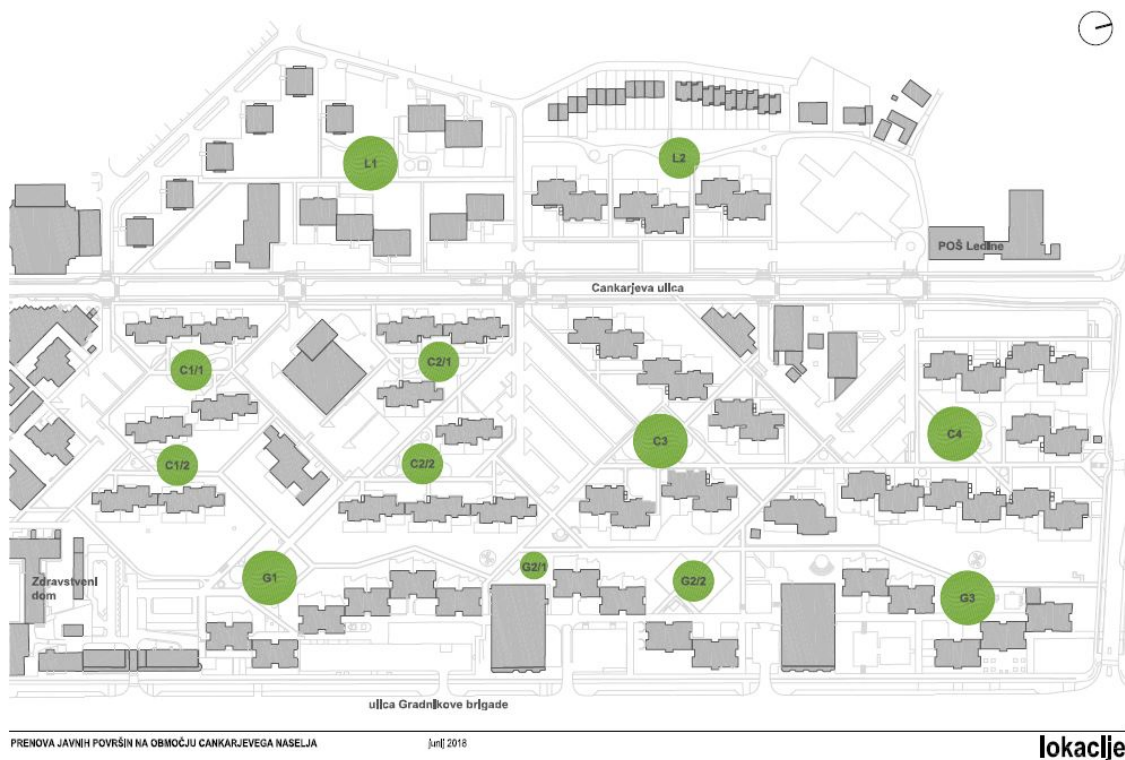 L1
L2
POŠ Ledine
Cankarjeva ulica
C1/1
C2/1
C3
C4
C1/2
C2/2
G1
G2/1
G2/2
G3
Zdravstveni
dom
ulica Gradnikove brigade
PRENOVA JAVNIH POVRŠIN NA OBMOČJU CANKARJEVEGA NASELJA
junij 2018
lokacije